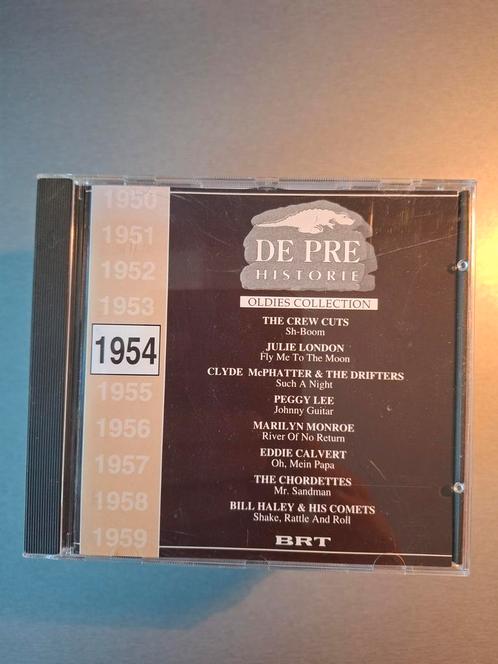 1950
1951
1952
1953
1954
1955
1956
1957
1958
1959
DE PRE
HISTORIE
OLDIES COLLECTION
THE CREW CUTS
Sh-Boom
JULIE LONDON
Fly Me To The Moon
CLYDE McPHATTER & THE DRIFTERS
Such A Night
PEGGY LEE
Johnny Guitar
MARILYN MONROE
River Of No Return
EDDIE CALVERT
Oh, Mein Papa
THE CHORDETTES
Mr. Sandman
BILL HALEY & HIS COMETS
Shake, Rattle And Roll
BRT